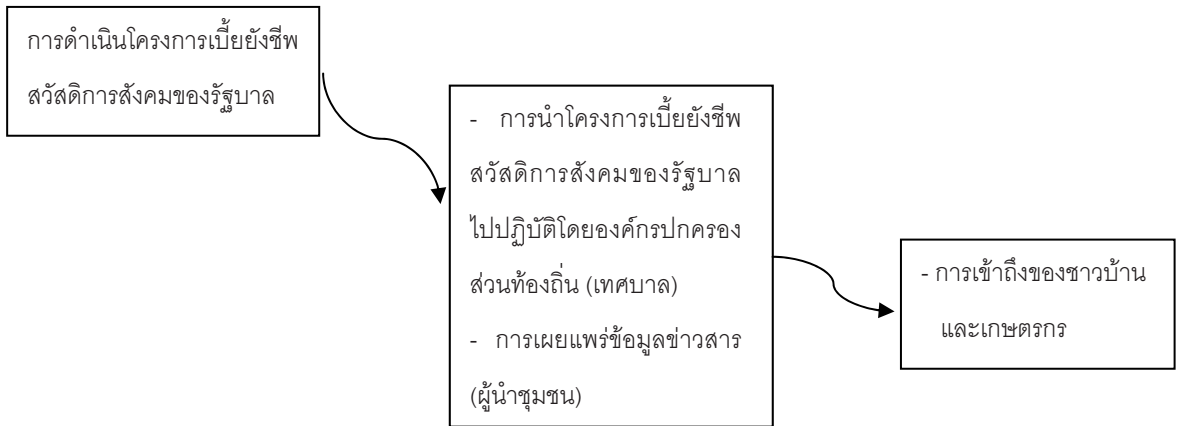 การดำเนินโครงการเบี้ยยังชีพ
สวัสดิการสังคมของรัฐบาล
- การนำโครงการเบี้ยยังชีพ
สวัสดิการสังคมของรัฐบาล
ไปปฏิบัติโดยองค์กรปกครอง
ส่วนท้องถิ่น (เทศบาล)
- การเผยแพร่ข้อมูลข่าวสาร
(ผู้นำชุมชน)
- การเข้าถึงของชาวบ้าน
และเกษตรกร